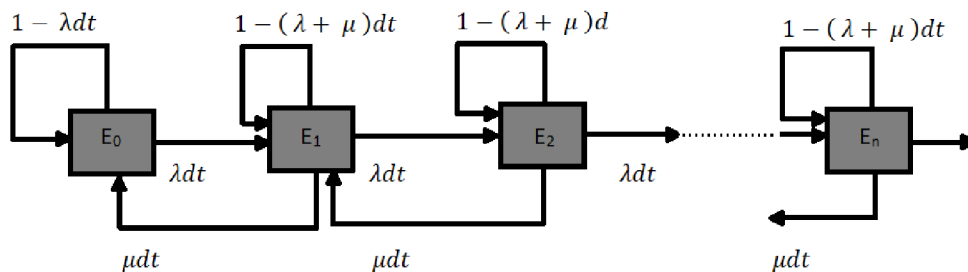 1 − λdt
1 −(λ + μ)dt
1 −(λ + μ)d
1 −(λ + μ)dt
E₀
E₁
E₂
Eₙ
λdt
λdt
λdt
μdt
μdt
μdt